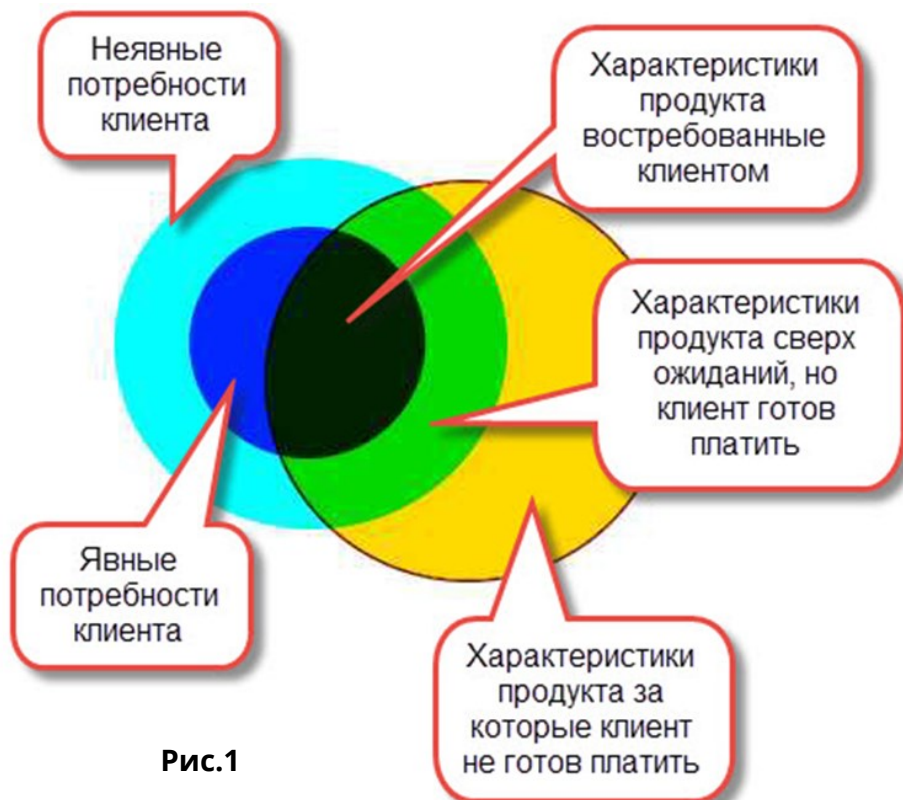 Неявные
потребности
клиента
Характеристики
продукта
востребованные
клиентом
Характеристики
продукта сверх
ожиданий, но
клиент готов
платить
Явные
потребности
клиента
Характеристики
продукта за
которые клиент
не готов платить
Рис.1